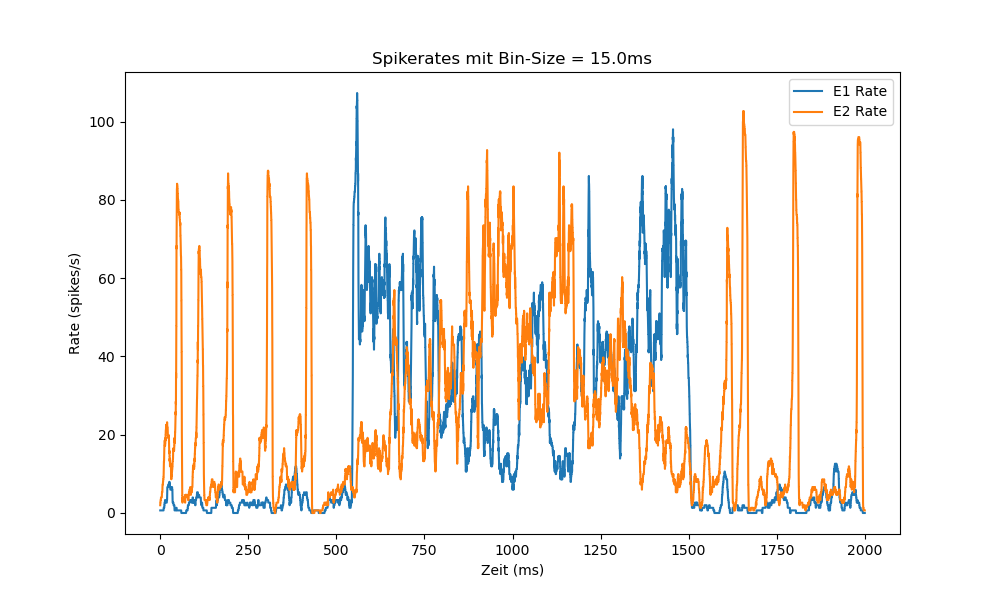 Spikerates mit Bin-Size = 15.0ms
E1 Rate
E2 Rate
Rate (spikes/s)
100
80
60
40
20
0
0 250 500 750 1000 1250 1500 1750 2000
Zeit (ms)